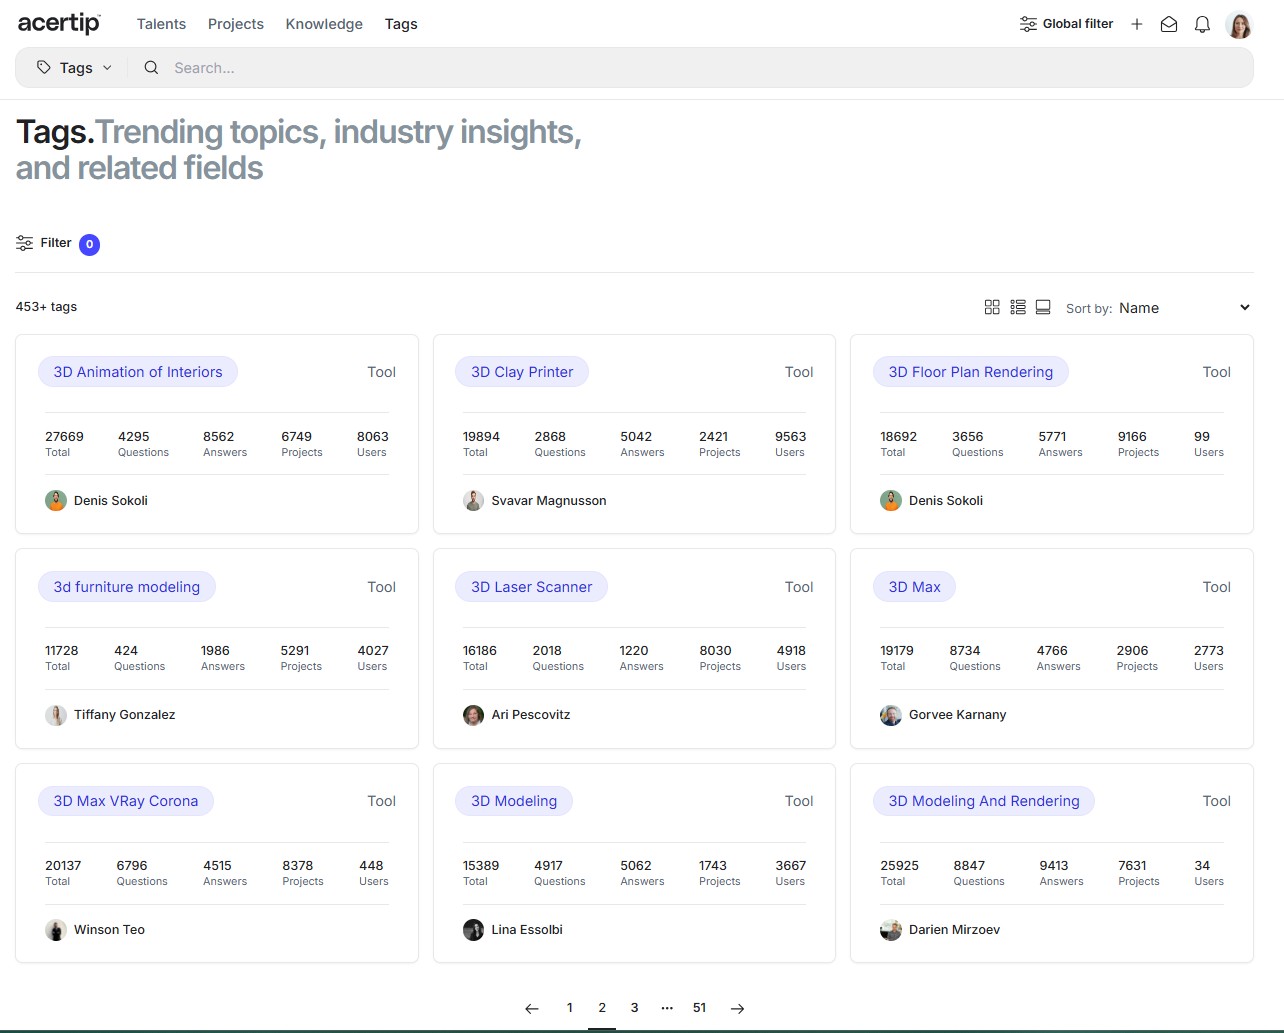 acertip Talents Projects Knowledge Tags Global filter
Tags Search...
Tags.Trending topics, industry insights,
and related fields
Filter 0
453+ tags Sort by: Name
3D Animation of Interiors Tool
27669 4295 8562 6749 8063
Total Questions Answers Projects Users
Denis Sokoli
3D Clay Printer Tool
19894 2868 5042 2421 9563
Total Questions Answers Projects Users
Svavar Magnusson
3D Floor Plan Rendering Tool
18692 3656 5771 9166 99
Total Questions Answers Projects Users
Denis Sokoli
3d furniture modeling Tool
11728 424 1986 5291 4027
Total Questions Answers Projects Users
Tiffany Gonzalez
3D Laser Scanner Tool
16186 2018 1220 8030 4918
Total Questions Answers Projects Users
Ari Pescovitz
3D Max Tool
19179 8734 4766 2906 2773
Total Questions Answers Projects Users
Gorvee Karnany
3D Max VRay Corona Tool
20137 6796 4515 8378 448
Total Questions Answers Projects Users
Winson Teo
3D Modeling Tool
15389 4917 5062 1743 3667
Total Questions Answers Projects Users
Lina Essolbi
3D Modeling And Rendering Tool
25925 8847 9413 7631 34
Total Questions Answers Projects Users
Darien Mirzoev
← 1 2 3 ··· 51 →